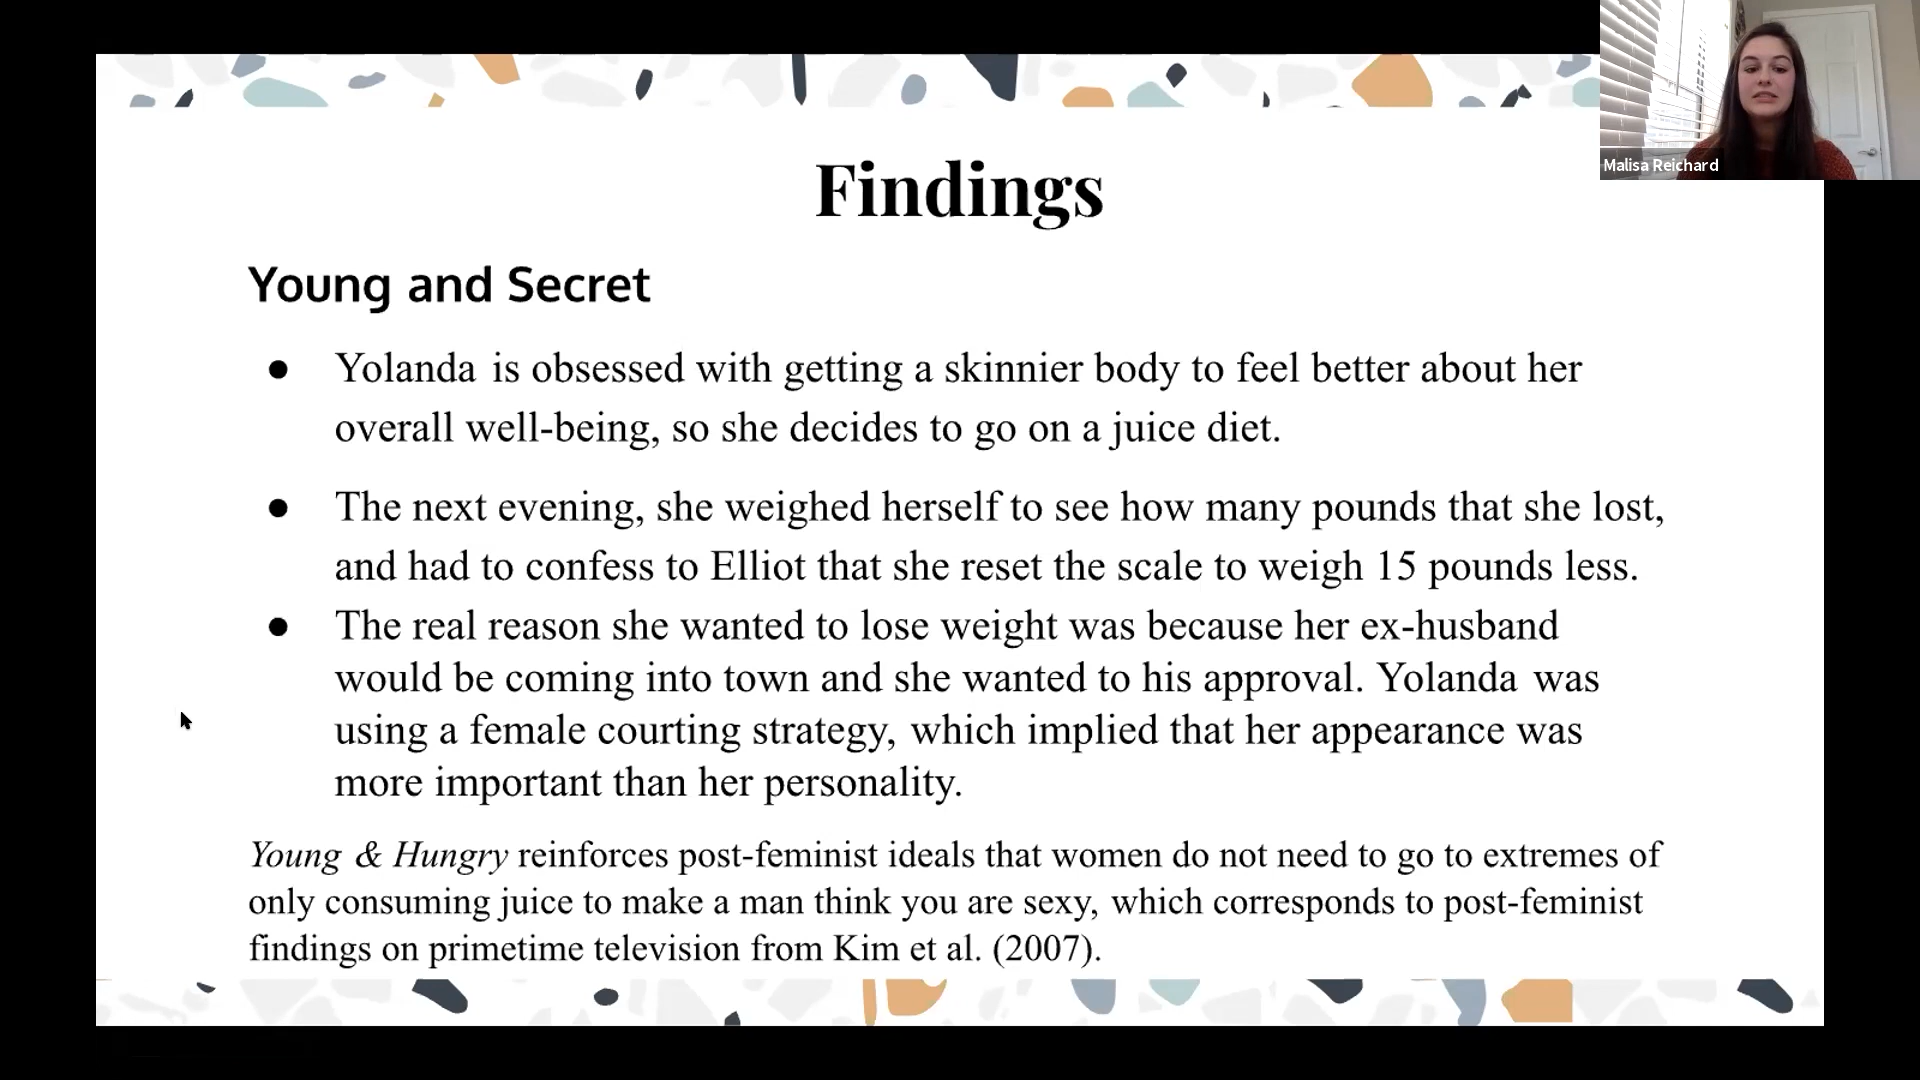 Malisa Reichard
Findings
Young and Secret
● Yolanda is obsessed with getting a skinnier body to feel better about her
overall well-being, so she decides to go on a juice diet.
● The next evening, she weighed herself to see how many pounds that she lost,
and had to confess to Elliot that she reset the scale to weigh 15 pounds less.
● The real reason she wanted to lose weight was because her ex-husband
would be coming into town and she wanted to his approval. Yolanda was
using a female courting strategy, which implied that her appearance was
more important than her personality.
Young & Hungry reinforces post-feminist ideals that women do not need to go to extremes of
only consuming juice to make a man think you are sexy, which corresponds to post-feminist
findings on primetime television from Kim et al. (2007).